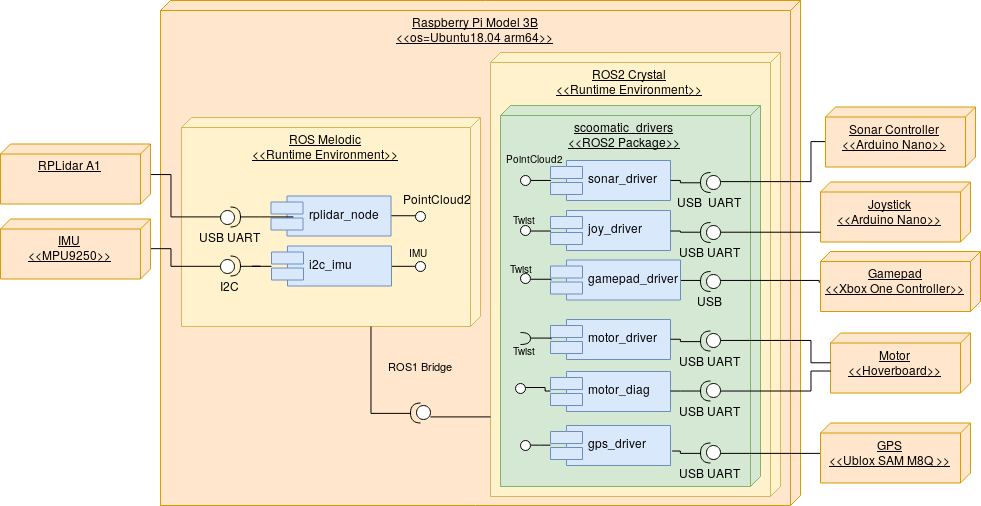 Raspberry Pi Model 3B
<<os=Ubuntu18.04 arm64>>
ROS2 Crystal
<<Runtime Environment>>
scoomatic_drivers
<<ROS2 Package>>
ROS Melodic
<<Runtime Environment>>
RPLidar A1
IMU
<<MPU9250>>
rplidar_node
PointCloud2
USB UART
i2c_imu
IMU
I2C
ROS1 Bridge
PointCloud2
sonar_driver
USB UART
Twist
joy_driver
USB UART
Twist
gamepad_driver
USB
motor_driver
Twist
USB UART
motor_diag
USB UART
gps_driver
USB UART
Sonar Controller
<<Arduino Nano>>
Joystick
<<Arduino Nano>>
Gamepad
<<Xbox One Controller>>
Motor
<<Hoverboard>>
GPS
<<Ublox SAM M8Q >>